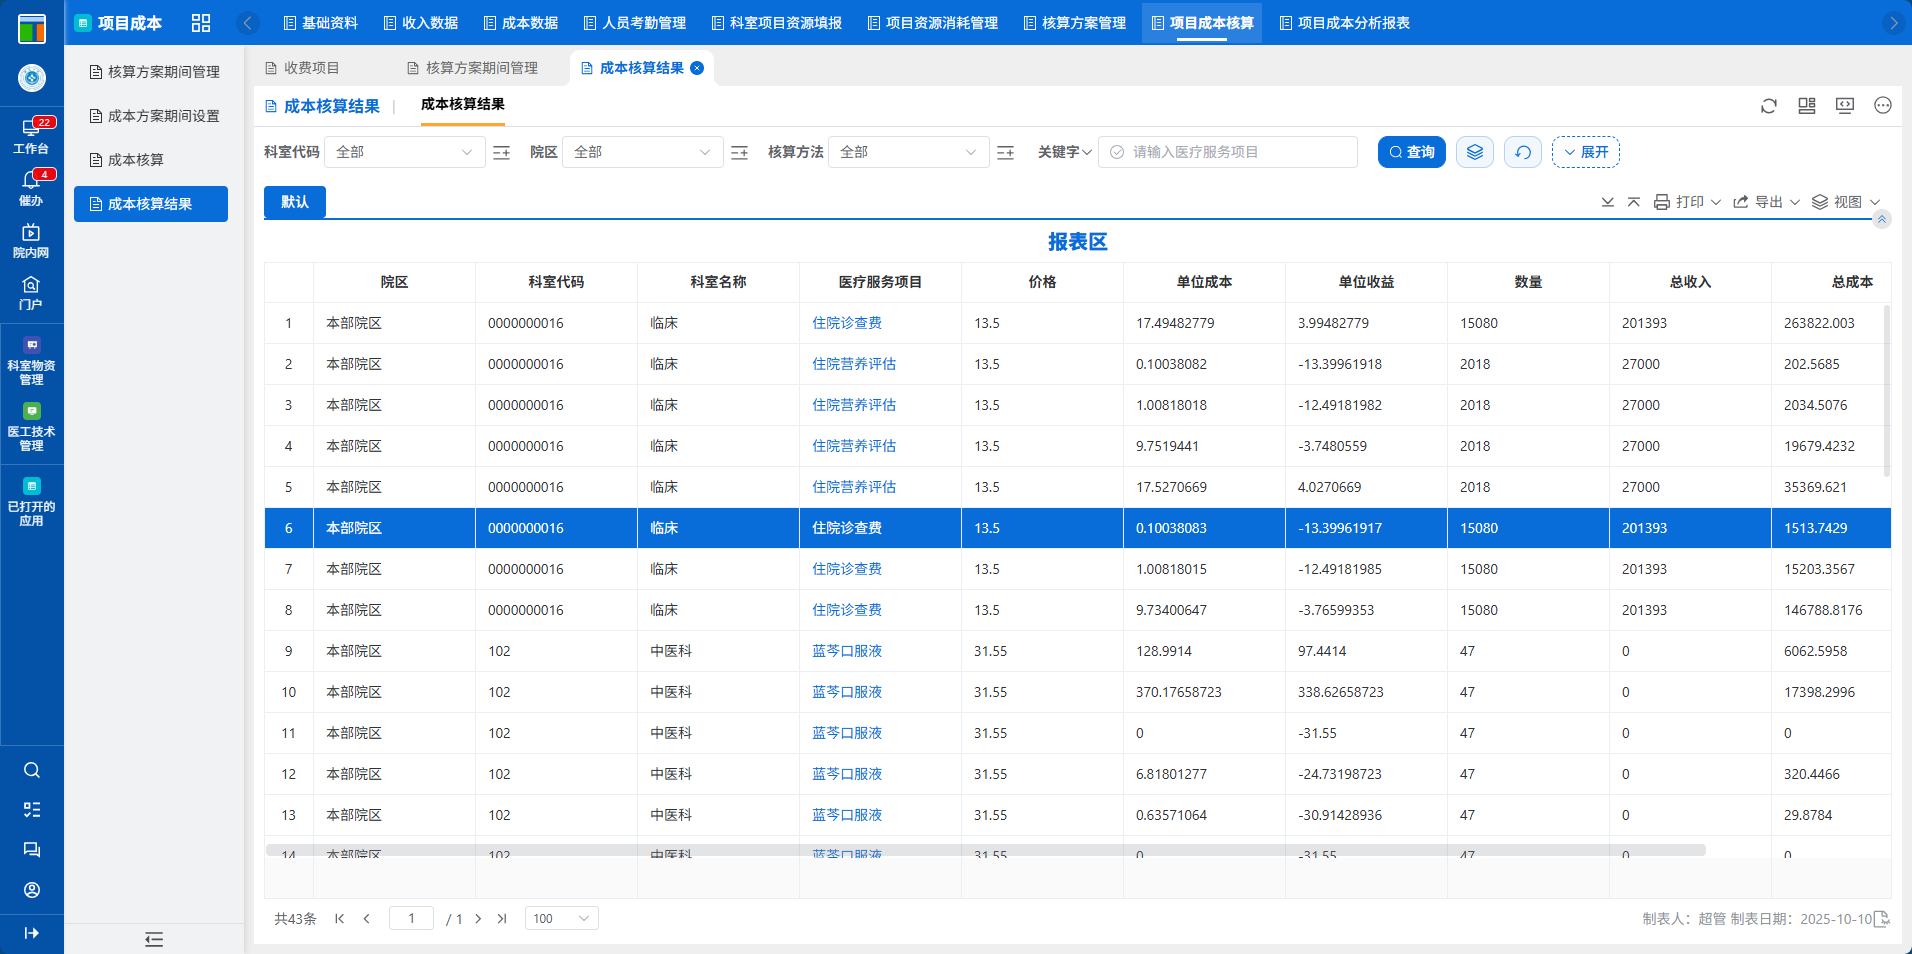 项目成本
基础资料 收入数据 成本数据 人员考勤管理 科室项目资源填报 项目资源消耗管理 核算方案管理 项目成本核算 项目成本分析报表
22
工作台
4
催办
院内网
门户
科室物资
管理
医工技术
管理
已打开的
应用
核算方案期间管理
成本方案期间设置
成本核算
成本核算结果
收费项目 核算方案期间管理 成本核算结果
成本核算结果 成本核算结果
科室代码 全部 院区 全部 核算方法 全部 关键字 请输入医疗服务项目 查询 展开
默认 打印 导出 视图
报表区
院区 科室代码 科室名称 医疗服务项目 价格 单位成本 单位收益 数量 总收入 总成本
1 本部院区 0000000016 临床 住院诊查费 13.5 17.49482779 3.99482779 15080 201393 263822.003
2 本部院区 0000000016 临床 住院营养评估 13.5 0.10038082 -13.39961918 2018 27000 202.5685
3 本部院区 0000000016 临床 住院营养评估 13.5 1.00818018 -12.49181982 2018 27000 2034.5076
4 本部院区 0000000016 临床 住院营养评估 13.5 9.7519441 -3.7480559 2018 27000 19679.4232
5 本部院区 0000000016 临床 住院营养评估 13.5 17.5270669 4.0270669 2018 27000 35369.621
6 本部院区 0000000016 临床 住院诊查费 13.5 0.10038083 -13.39961917 15080 201393 1513.7429
7 本部院区 0000000016 临床 住院诊查费 13.5 1.00818015 -12.49181985 15080 201393 15203.3567
8 本部院区 0000000016 临床 住院诊查费 13.5 9.73400647 -3.76599353 15080 201393 146788.8176
9 本部院区 102 中医科 蓝芩口服液 31.55 128.9914 97.4414 47 0 6062.5958
10 本部院区 102 中医科 蓝芩口服液 31.55 370.17658723 338.62658723 47 0 17398.2996
11 本部院区 102 中医科 蓝芩口服液 31.55 0 -31.55 47 0 0
12 本部院区 102 中医科 蓝芩口服液 31.55 6.81801277 -24.73198723 47 0 320.4466
13 本部院区 102 中医科 蓝芩口服液 31.55 0.63571064 -30.91428936 47 0 29.8784
14 本部院区 102 中医科 蓝芩口服液 31.55 0 -31.55 47 0 0
共43条 1 / 1 100 制表人：超管 制表日期：2025-10-10